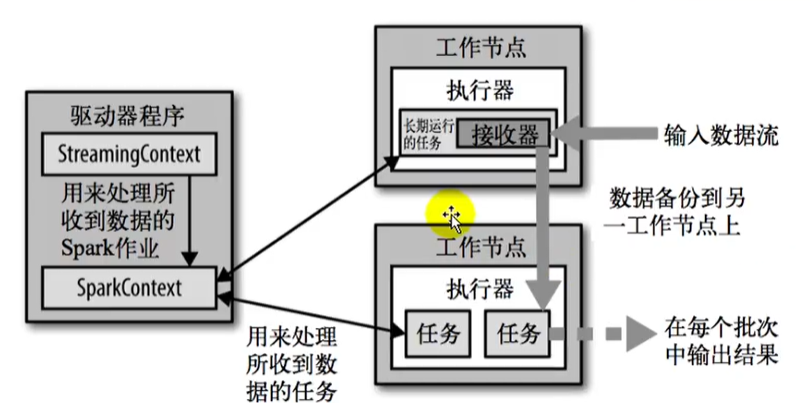 驱动器程序
StreamingContext
用来处理所
收到数据的
Spark作业
SparkContext
工作节点
执行器
长期运行
的任务
接收器
输入数据流
数据备份到另
一工作节点上
工作节点
执行器
任务
任务
用来处理
所收到数
据的任务
在每个批次
中输出结果